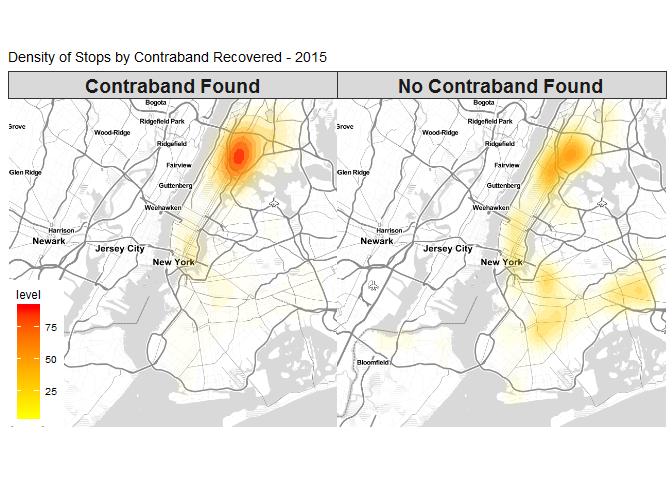 Density of Stops by Contraband Recovered - 2015
Contraband Found
No Contraband Found
Bogota
Grove
Ridgefield Park
Wood-Ridge
Ridgefield
Glen Ridge
Fairview
Guttenberg
Weehawken
Harrison
Newark
Jersey City
New York
level
75
50
25
Bogota
Grove
Ridgefield Park
Wood-Ridge
Ridgefield
Glen Ridge
Fairview
Guttenberg
Weehawken
Harrison
Newark
Jersey City
New York
Bloomfield